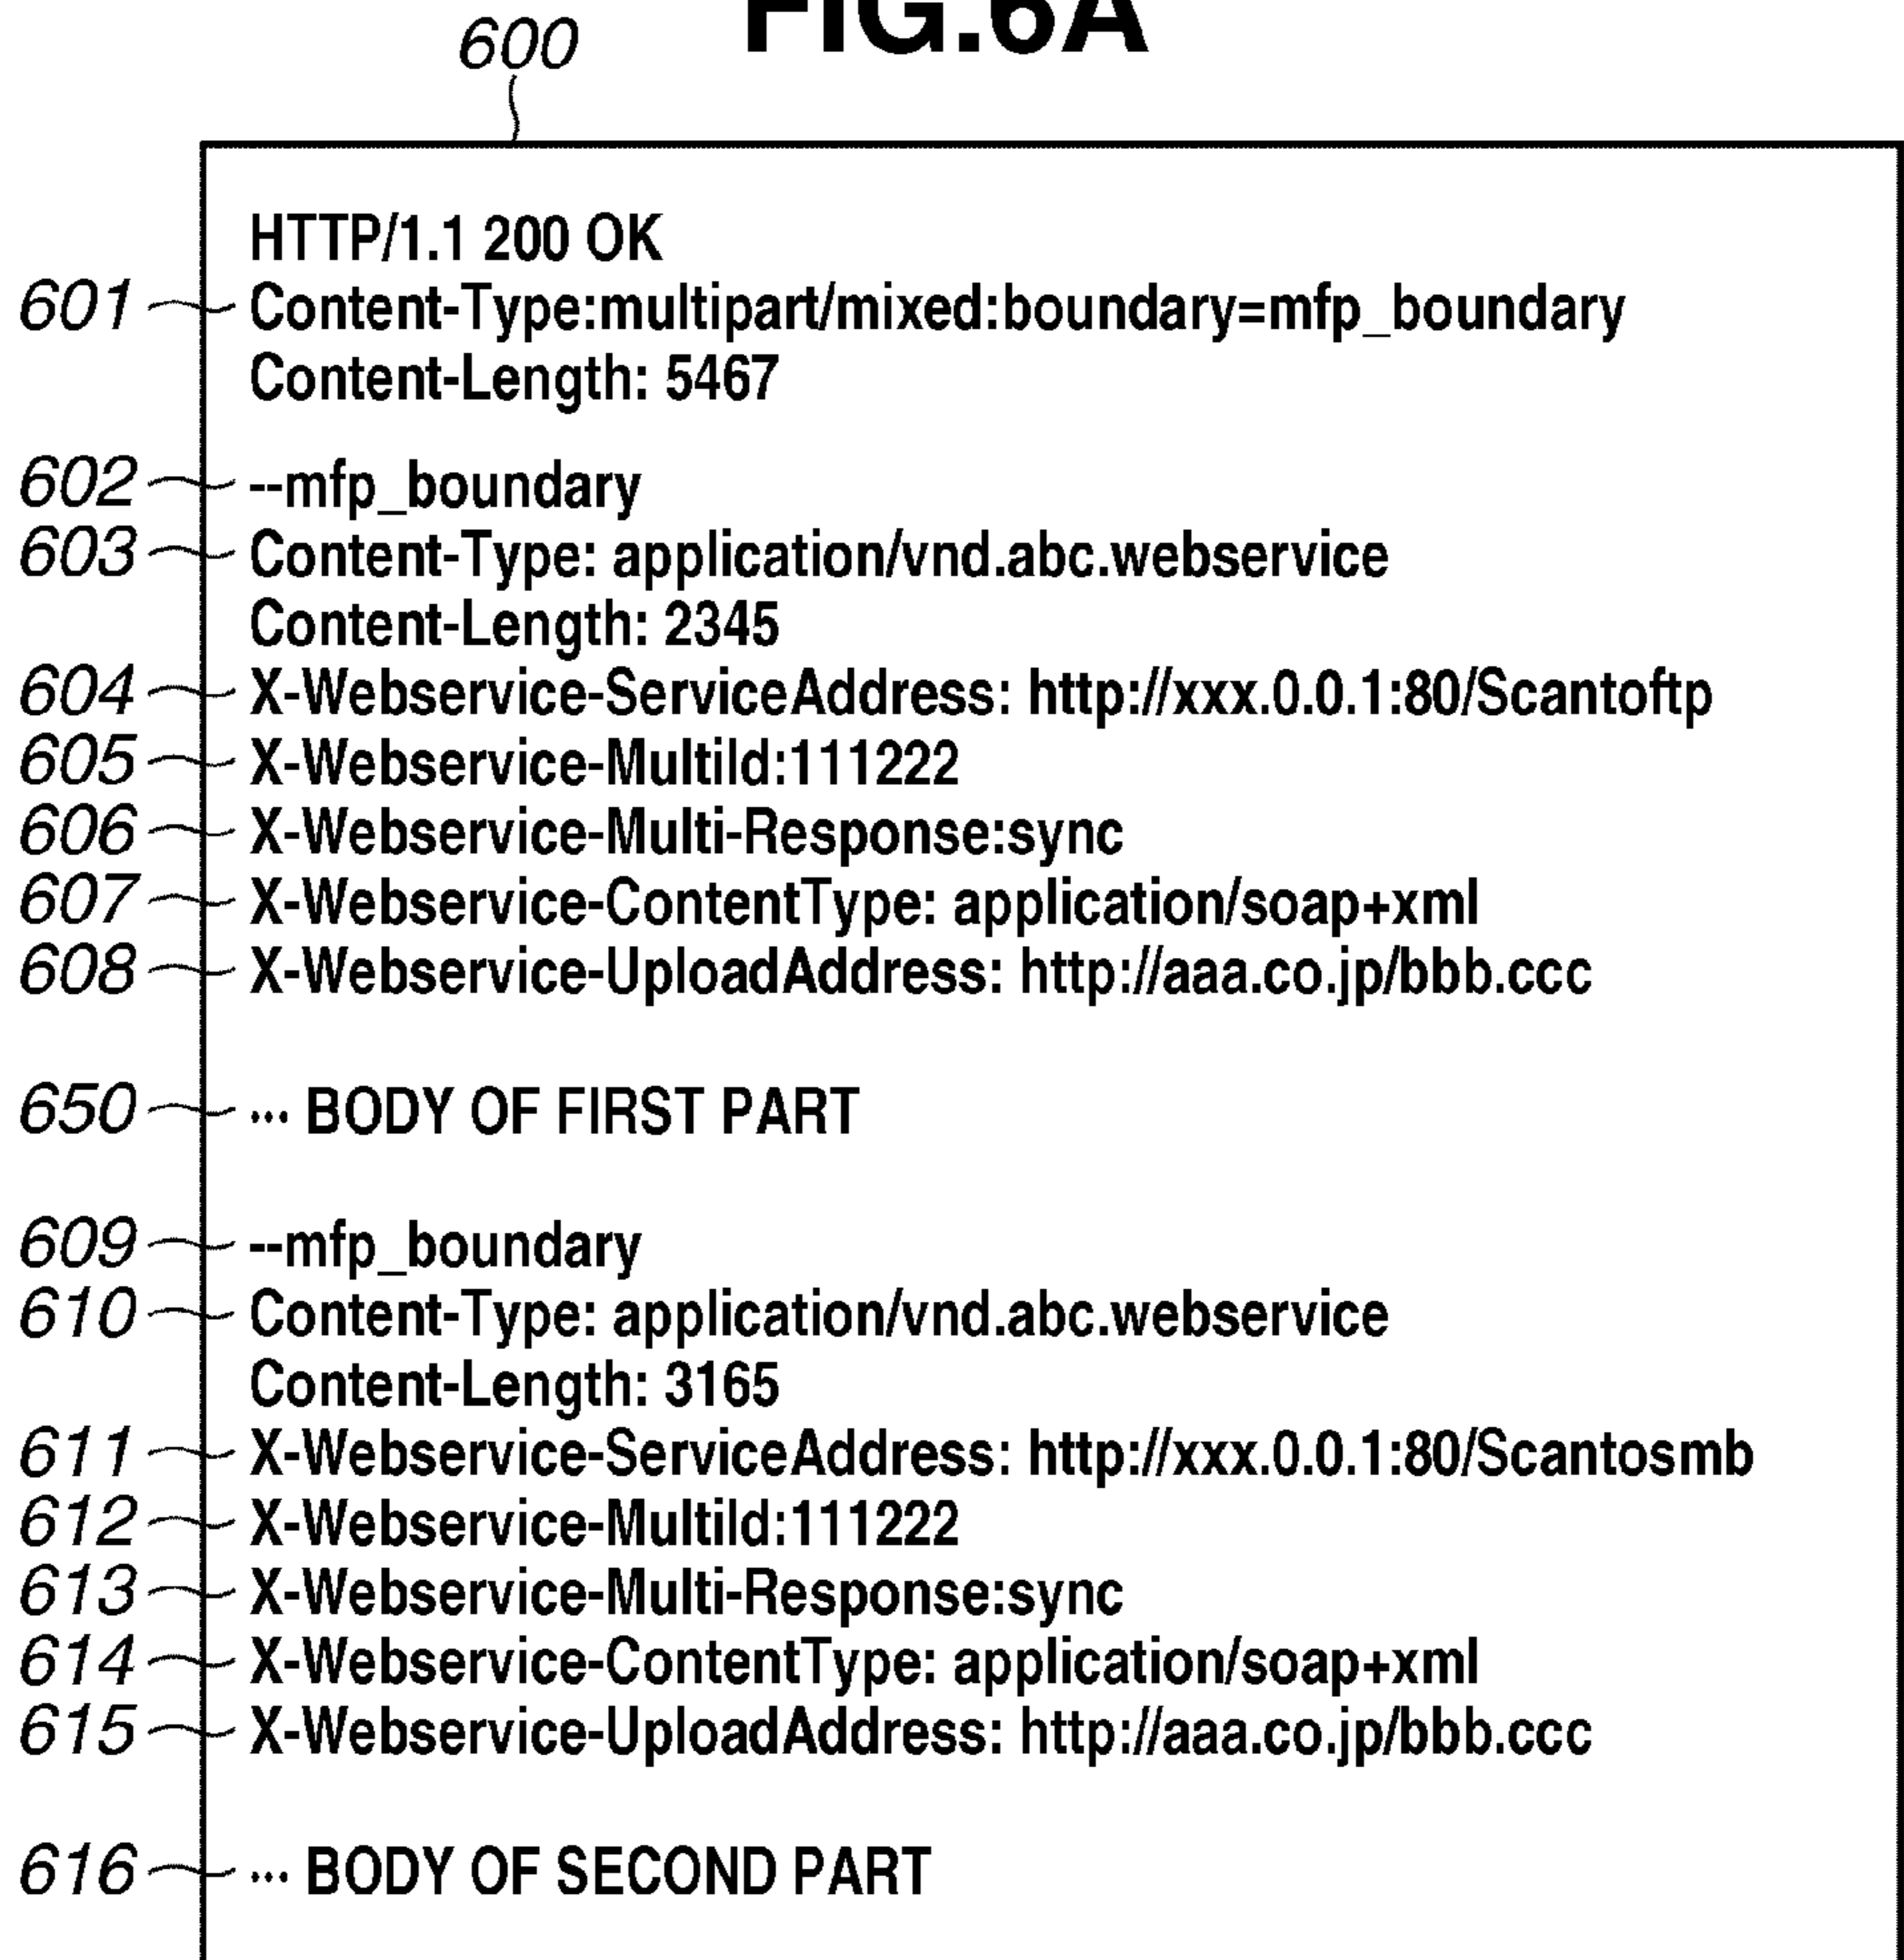 FIG.6A
600
HTTP/1.1 200 OK
601 Content-Type:multipart/mixed:boundary=mfp_boundary
Content-Length: 5467
602 --mfp_boundary
603 Content-Type: application/vnd.abc.webservice
Content-Length: 2345
604 X-Webservice-ServiceAddress: http://xxx.0.0.1:80/Scantoftp
605 X-Webservice-MultiId:111222
606 X-Webservice-Multi-Response:sync
607 X-Webservice-ContentType: application/soap+xml
608 X-Webservice-UploadAddress: http://aaa.co.jp/bbb.ccc
650 ... BODY OF FIRST PART
609 --mfp_boundary
610 Content-Type: application/vnd.abc.webservice
Content-Length: 3165
611 X-Webservice-ServiceAddress: http://xxx.0.0.1:80/Scantosmb
612 X-Webservice-MultiId:111222
613 X-Webservice-Multi-Response:sync
614 X-Webservice-ContentType: application/soap+xml
615 X-Webservice-UploadAddress: http://aaa.co.jp/bbb.ccc
616 ... BODY OF SECOND PART